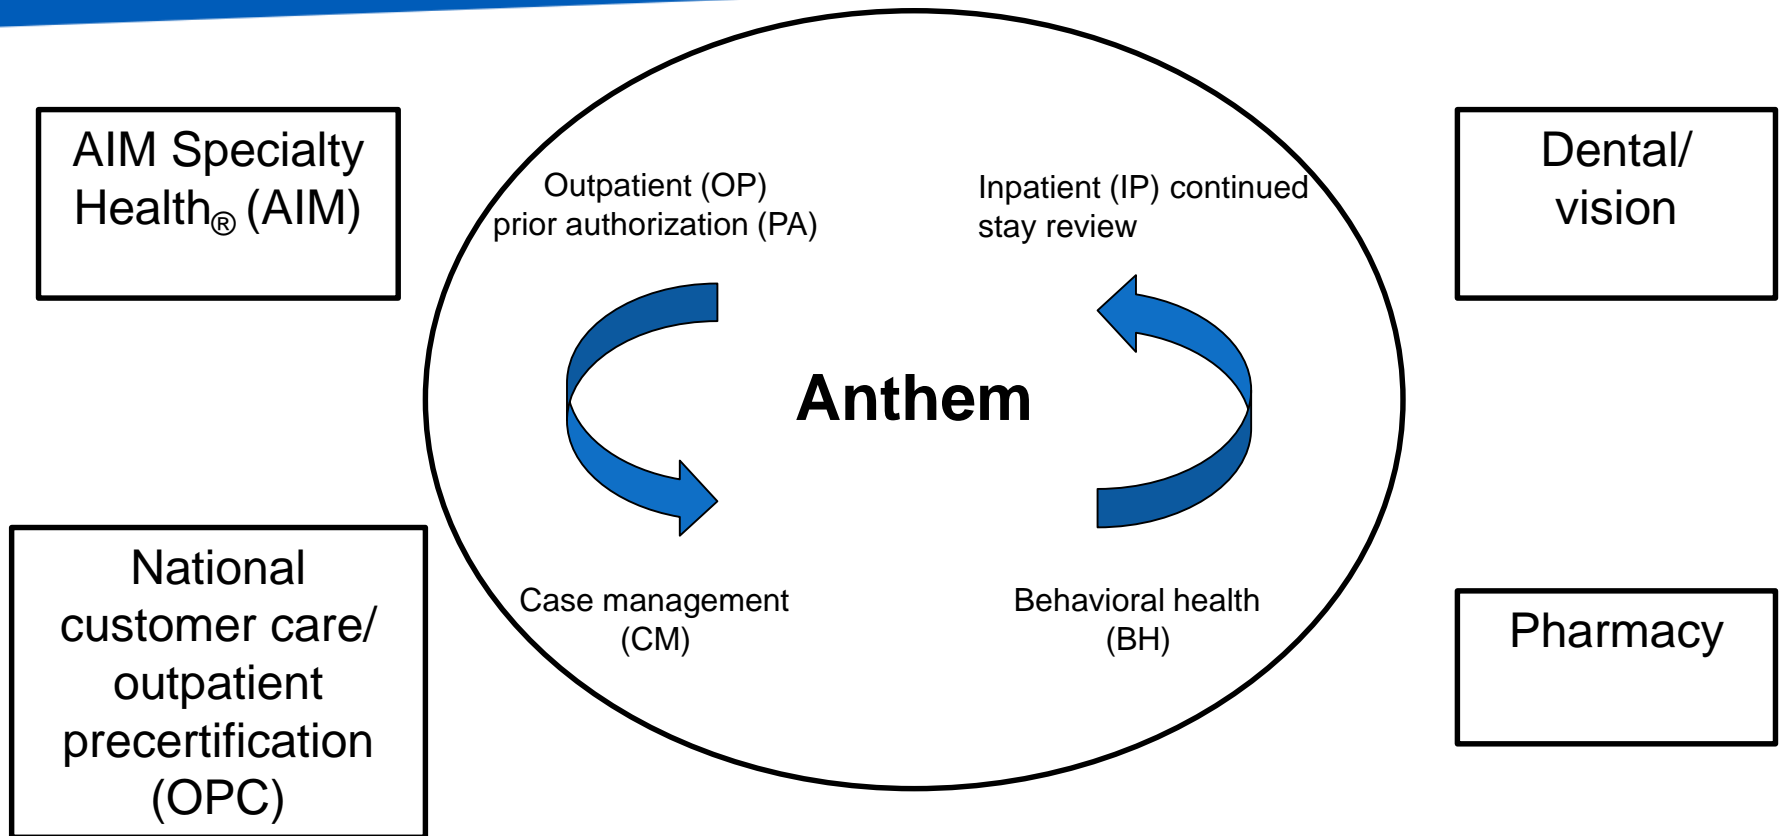 AIM Specialty
Health® (AIM)
Outpatient (OP)
prior authorization (PA)
Inpatient (IP) continued
stay review
Dental/
vision
Anthem
National
customer care/
outpatient
precertification
(OPC)
Case management
(CM)
Behavioral health
(BH)
Pharmacy